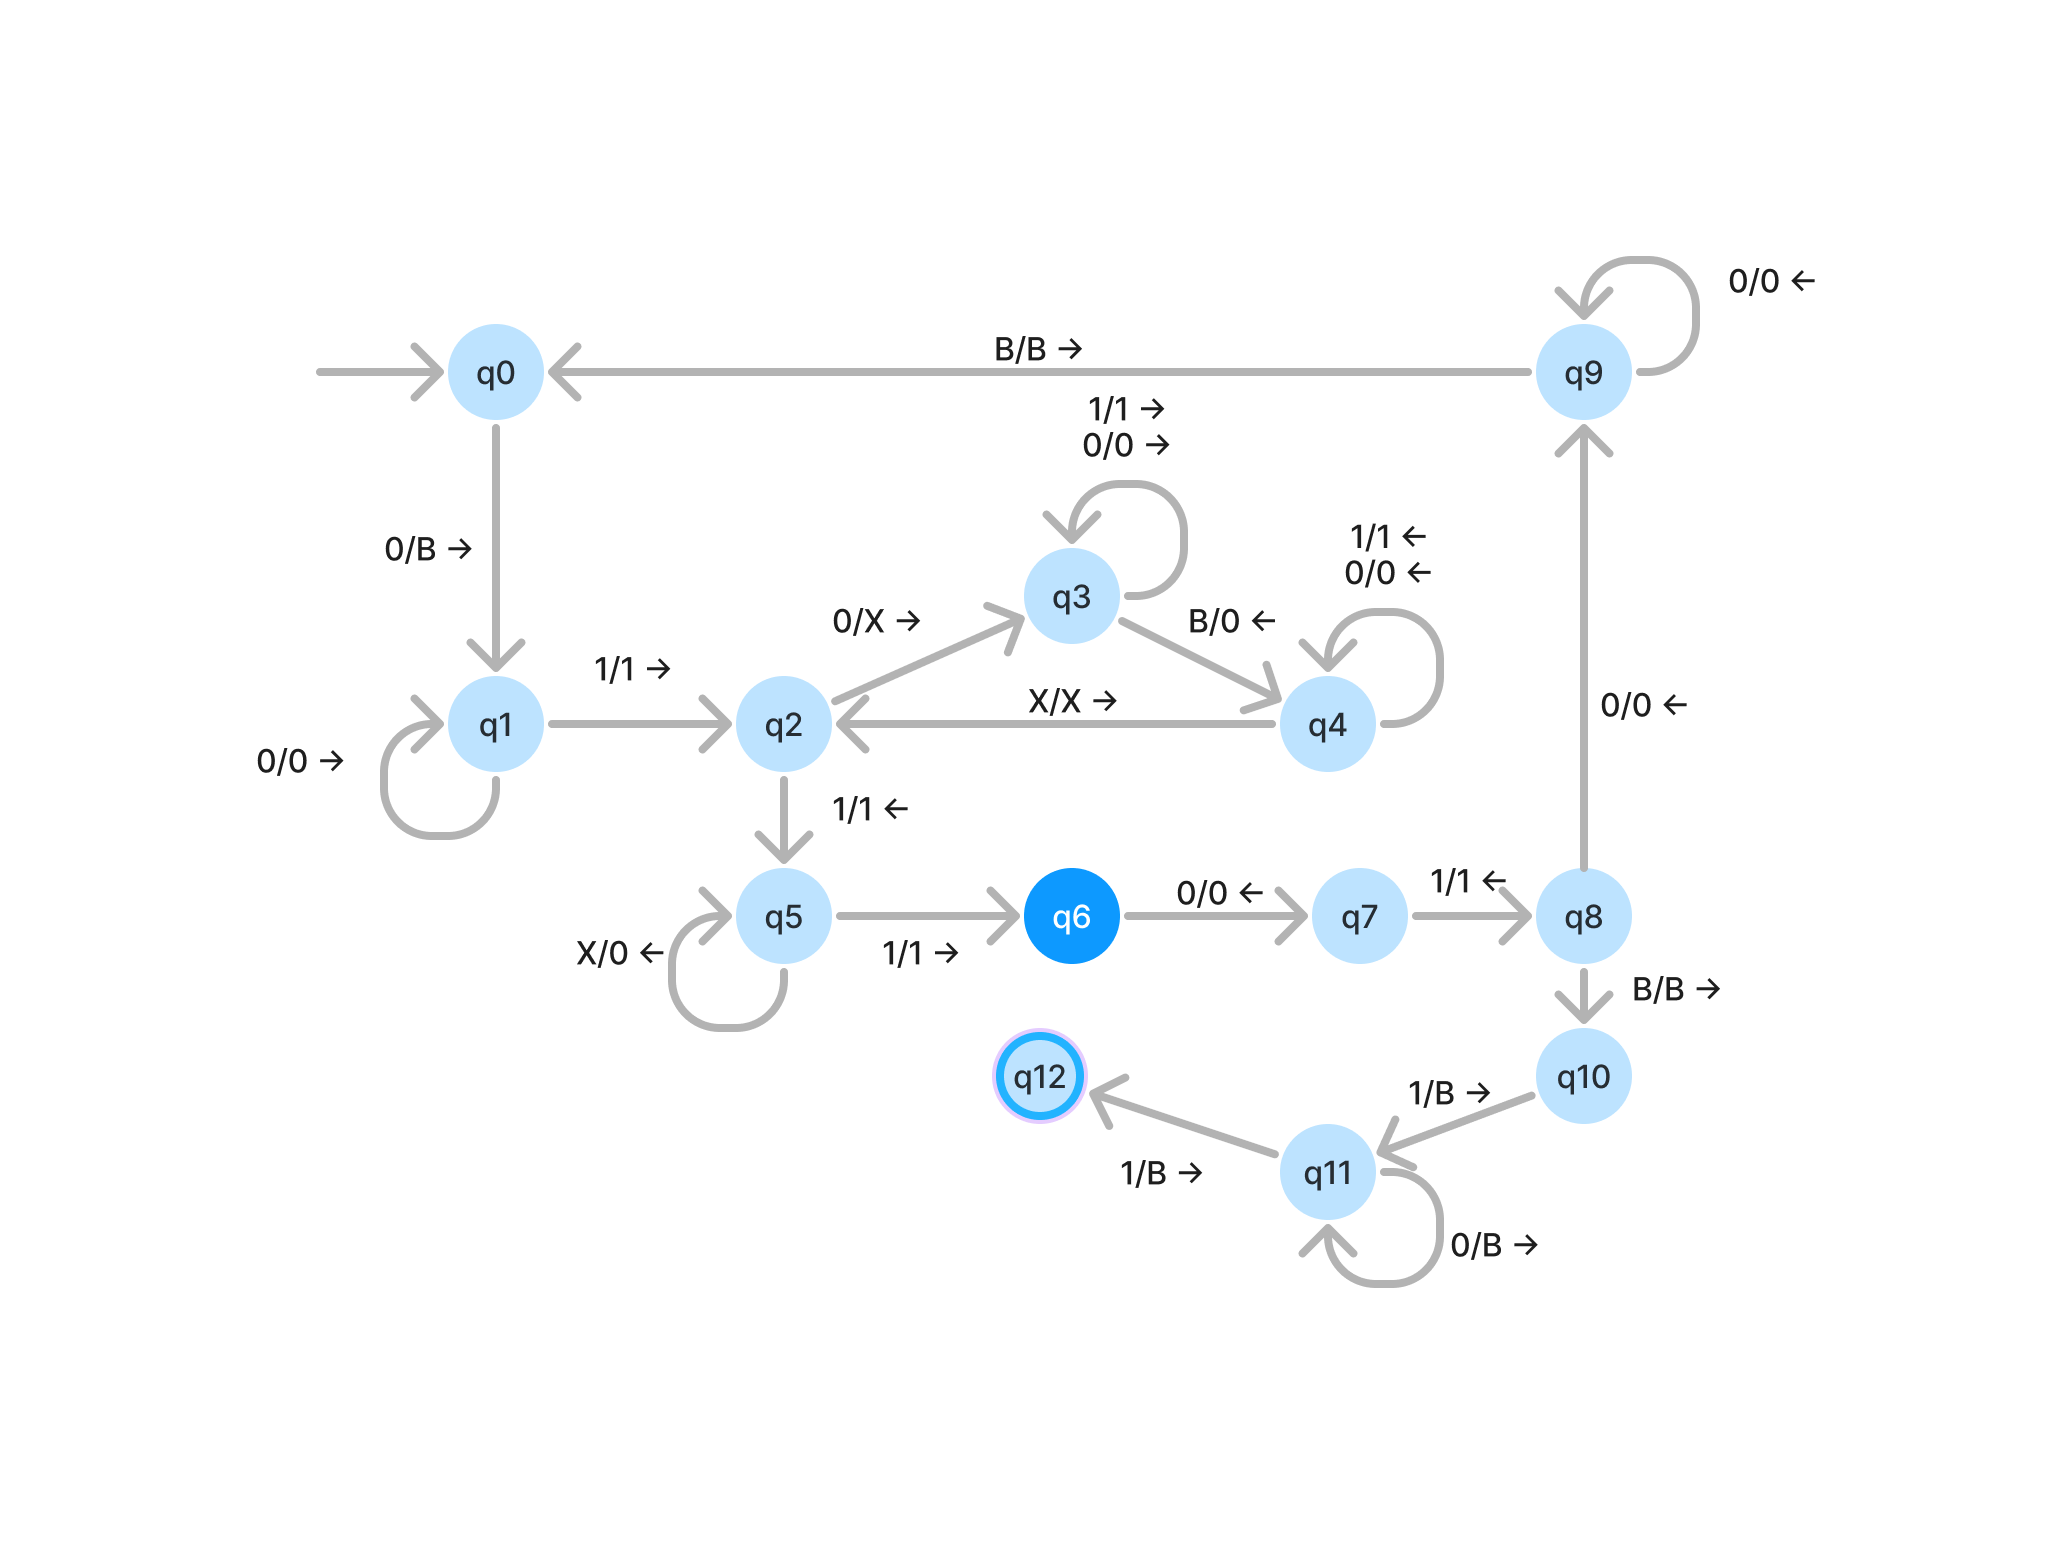 0/0 ←
B/B →
q0
q9
1/1 →
0/0 →
1/1 ←
0/0 ←
0/B →
q3
0/X →
B/0 ←
1/1 →
X/X →
0/0 ←
q1
q2
q4
0/0 →
1/1 ←
1/1 ←
0/0 ←
q5
q6
q7
q8
X/0 ←
1/1 →
B/B →
q12
q10
1/B →
1/B →
q11
0/B →